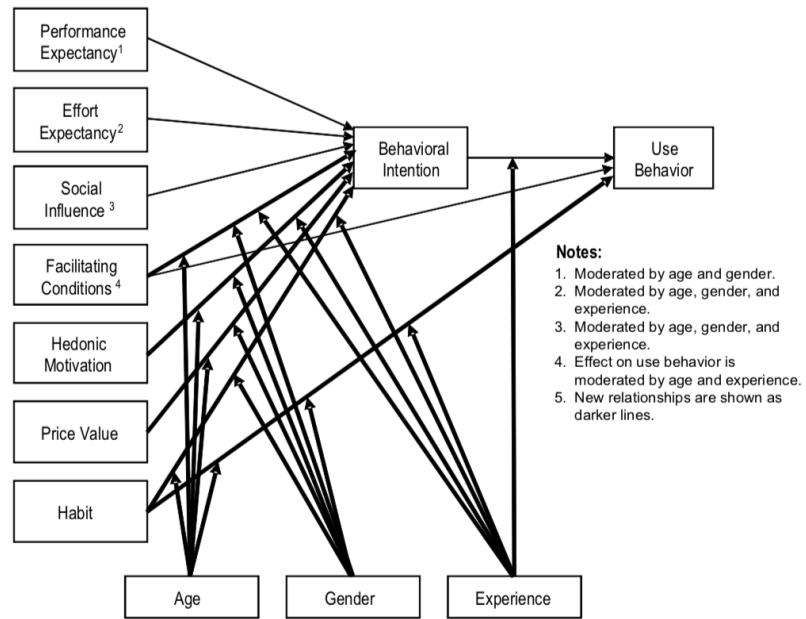 Performance
Expectancy1
Effort
Expectancy2
Social
Influence 3
Facilitating
Conditions 4
Hedonic
Motivation
Price Value
Habit
Behavioral
Intention
Use
Behavior
Notes:
1. Moderated by age and gender.
2. Moderated by age, gender, and
experience.
3. Moderated by age, gender, and
experience.
4. Effect on use behavior is
moderated by age and experience.
5. New relationships are shown as
darker lines.
Age
Gender
Experience